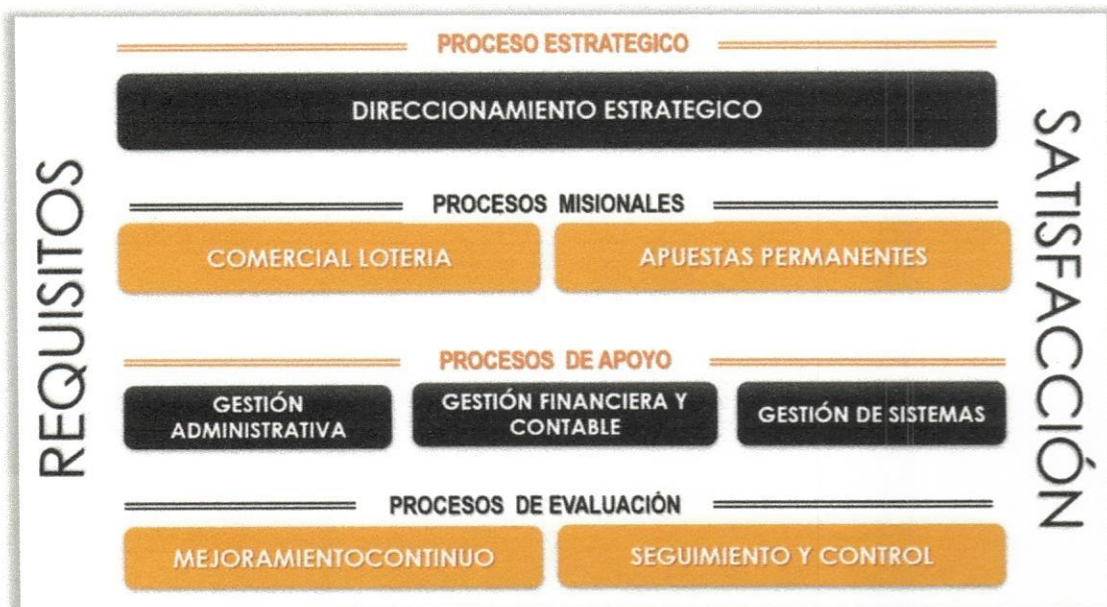 PROCESO ESTRATEGICO
DIRECCIONAMIENTO ESTRATEGICO
REQUISITOS
SATISFACCIÓN
PROCESOS MISIONALES
COMERCIAL LOTERIA
APUESTAS PERMANENTES
PROCESOS DE APOYO
GESTIÓN
ADMINISTRATIVA
GESTIÓN FINANCIERA Y
CONTABLE
GESTIÓN DE SISTEMAS
PROCESOS DE EVALUACIÓN
MEJORAMIENTOCONTINUO
SEGUIMIENTO Y CONTROL